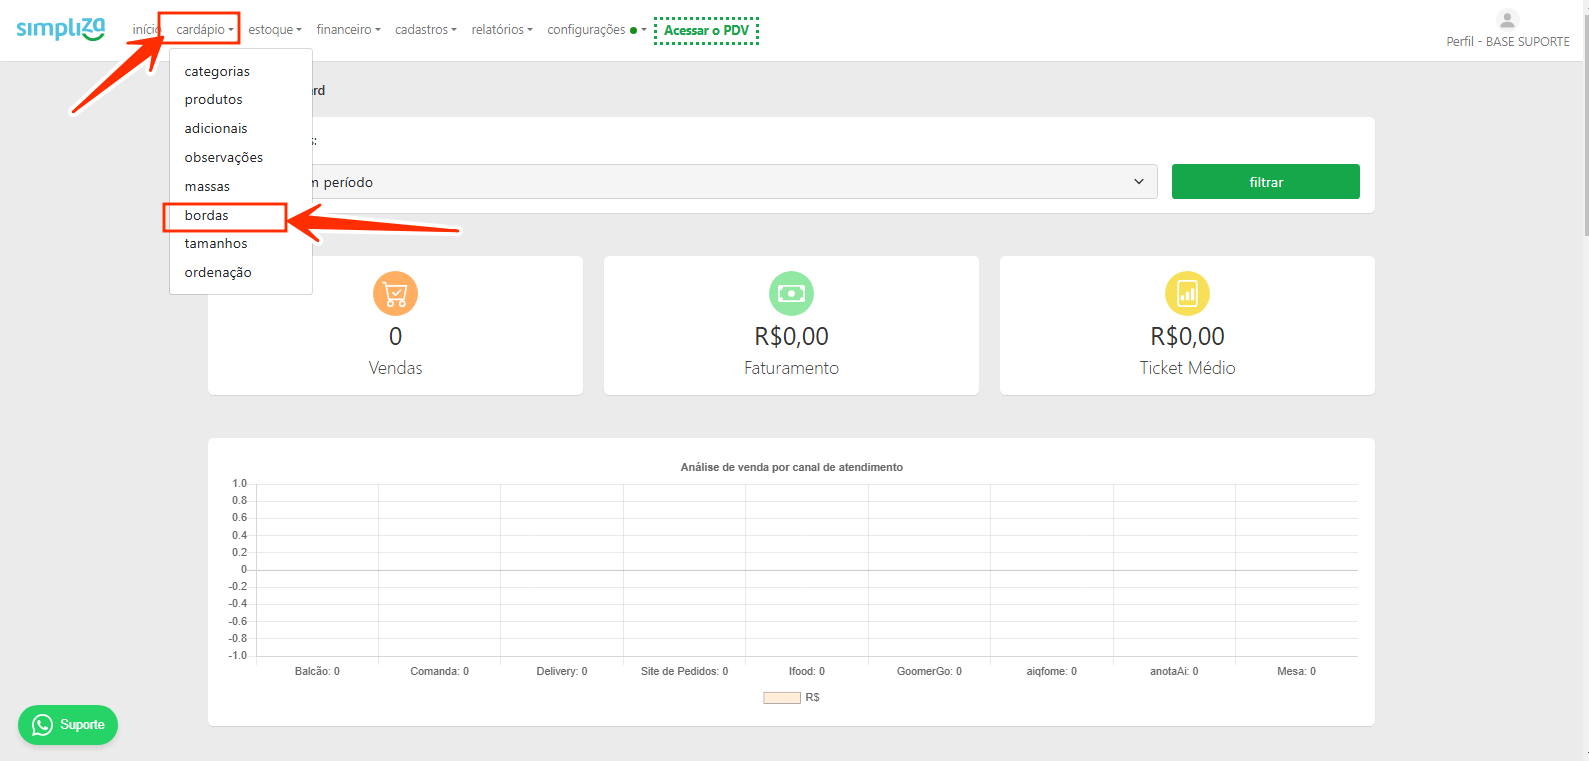 simpliza
início cardápio estoque financeiro cadastros relatórios configurações Acessar o PDV
Perfil - BASE SUPORTE
categorias
produtos
adicionais
observações
massas
bordas
tamanhos
ordenação
rd
s:
período
filtrar
0
Vendas
R$0,00
Faturamento
R$0,00
Ticket Médio
Análise de venda por canal de atendimento
1.0
0.8
0.6
0.4
0.2
0
-0.2
-0.4
-0.6
-0.8
-1.0
Balcão: 0 Comanda: 0 Delivery: 0 Site de Pedidos: 0 Ifood: 0 GoomerGo: 0 aiqfome: 0 anotaAi: 0 Mesa: 0
R$
Suporte